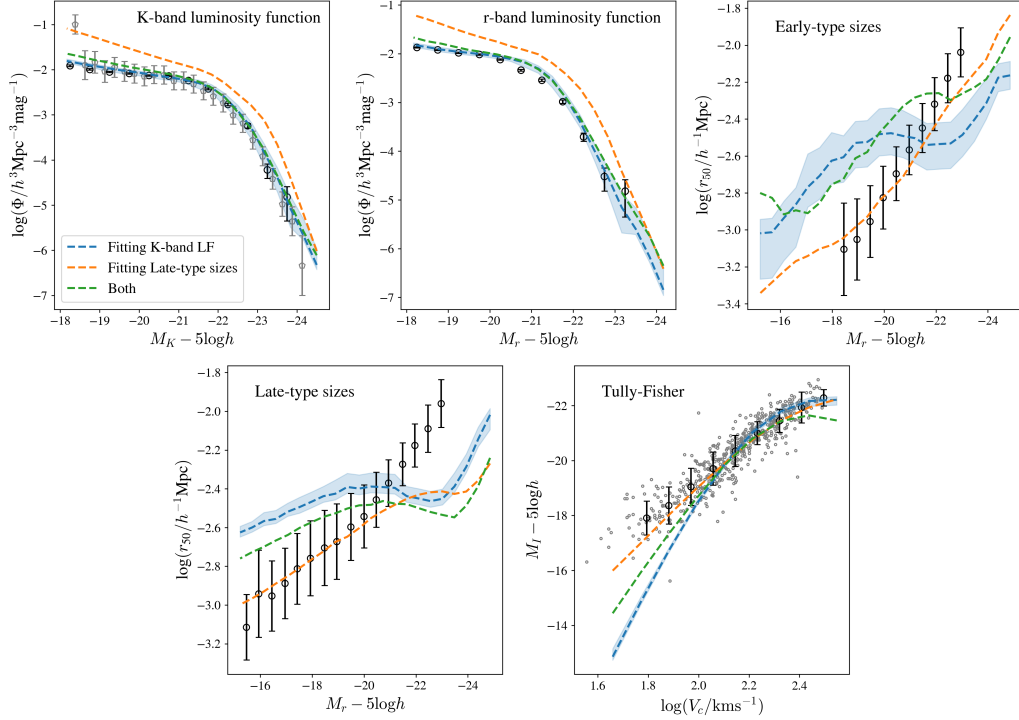 K-band luminosity function
−1
−2
−3
−4
−5
−6
−7
log(Φ/h³Mpc⁻³mag⁻¹)
Fitting K-band LF
Fitting Late-type sizes
Both
−18 −19 −20 −21 −22 −23 −24
M_K − 5logh
r-band luminosity function
−1
−2
−3
−4
−5
−6
−7
log(Φ/h³Mpc⁻³mag⁻¹)
−18 −19 −20 −21 −22 −23 −24
M_r − 5logh
Early-type sizes
−1.8
−2.0
−2.2
−2.4
−2.6
−2.8
−3.0
−3.2
−3.4
log(r₅₀/h⁻¹Mpc)
−16 −18 −20 −22 −24
M_r − 5logh
Late-type sizes
−1.8
−2.0
−2.2
−2.4
−2.6
−2.8
−3.0
−3.2
log(r₅₀/h⁻¹Mpc)
−16 −18 −20 −22 −24
M_r − 5logh
Tully-Fisher
−22
−20
−18
−16
−14
M_I − 5logh
1.6 1.8 2.0 2.2 2.4
log(V_c/kms⁻¹)